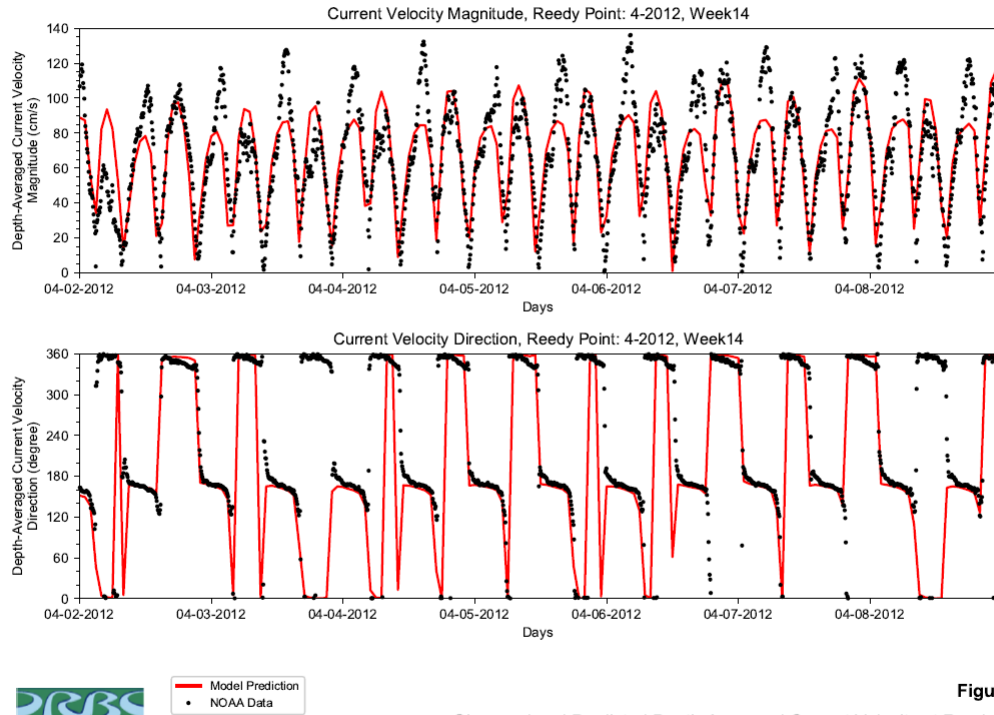 Current Velocity Magnitude, Reedy Point: 4-2012, Week14
Depth-Averaged Current Velocity
Magnitude (cm/s)
140
120
100
80
60
40
20
0
04-02-2012 04-03-2012 04-04-2012 04-05-2012 04-06-2012 04-07-2012 04-08-2012
Days
Current Velocity Direction, Reedy Point: 4-2012, Week14
Depth-Averaged Current Velocity
Direction (degree)
360
300
240
180
120
60
0
04-02-2012 04-03-2012 04-04-2012 04-05-2012 04-06-2012 04-07-2012 04-08-2012
Days
Model Prediction
NOAA Data
DRBC
Figu